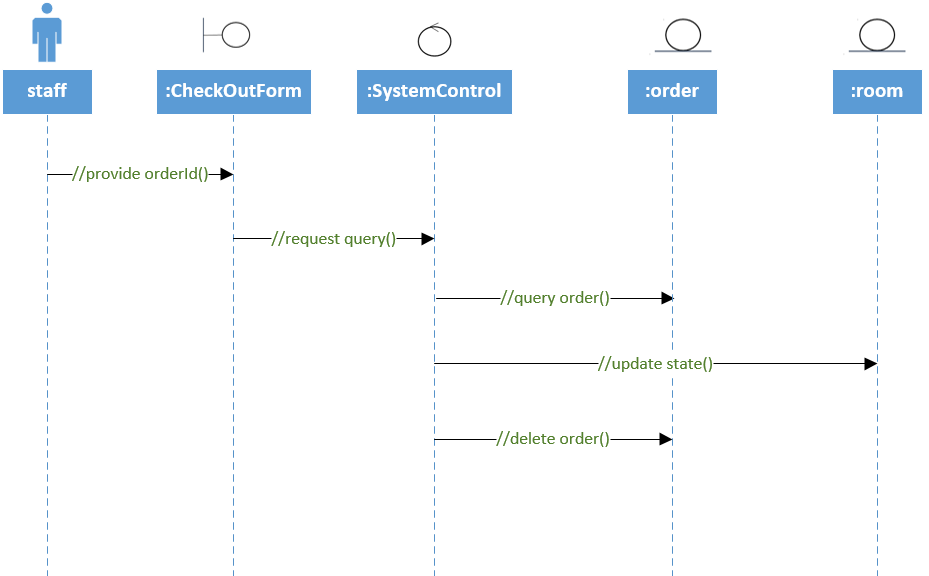 staff
:CheckOutForm
:SystemControl
:order
:room
//provide orderId()
//request query()
//query order()
//update state()
//delete order()